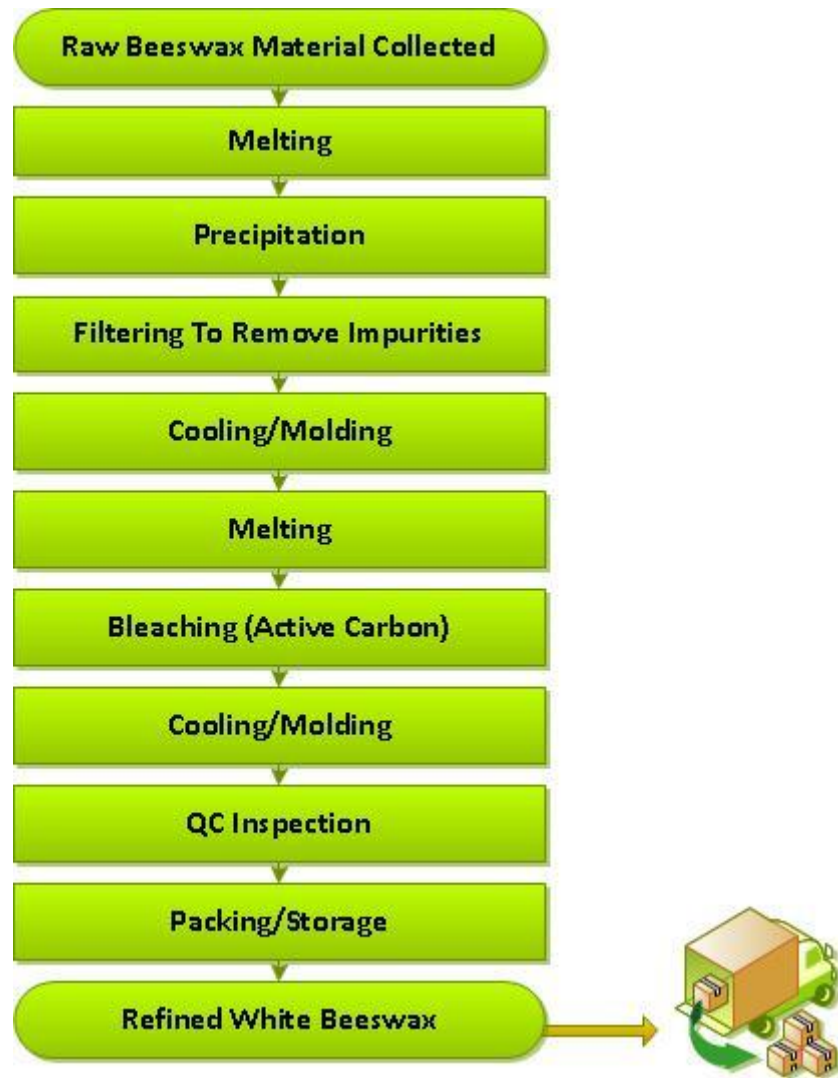 Raw Beeswax Material Collected
Melting
Precipitation
Filtering To Remove Impurities
Cooling/Molding
Melting
Bleaching (Active Carbon)
Cooling/Molding
QC Inspection
Packing/Storage
Refined White Beeswax